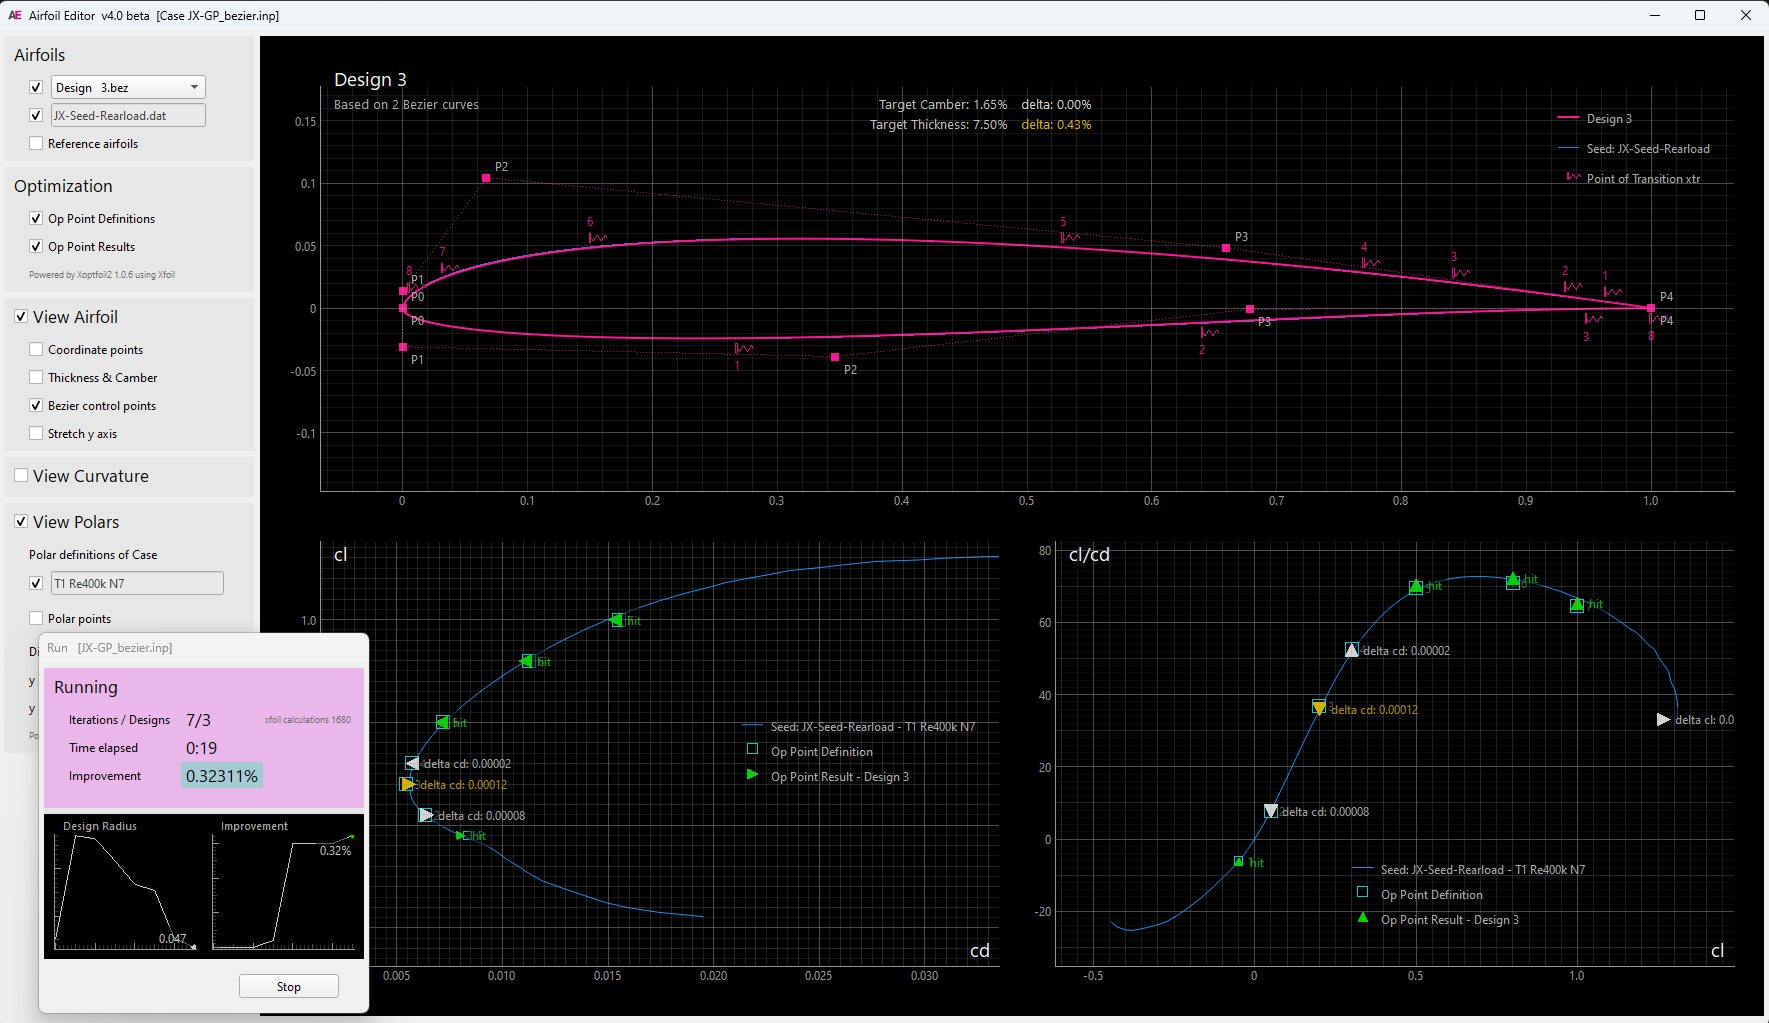 AE Airfoil Editor v4.0 beta [Case JX-GP_bezier.inp]
Airfoils
Design 3.bez
JX-Seed-Rearload.dat
Reference airfoils
Optimization
Op Point Definitions
Op Point Results
Powered by Xoptfoil2 1.0.6 using Xfoil
View Airfoil
Coordinate points
Thickness & Camber
Bezier control points
Stretch y axis
View Curvature
View Polars
Polar definitions of Case
T1 Re400k N7
Polar points
Di
y
y
Po
Run [JX-GP_bezier.inp]
Running
Iterations / Designs 7/3 xfoil calculations 1680
Time elapsed 0:19
Improvement 0.32311%
Design Radius
0.047
Improvement
0.32%
Stop
Design 3
Based on 2 Bezier curves
Target Camber: 1.65% delta: 0.00%
Target Thickness: 7.50% delta: 0.43%
Design 3
Seed: JX-Seed-Rearload
Point of Transition xtr
0.15
0.1
0.05
0
-0.05
-0.1
P2
6
5
P3
7
4
3
8
P1
2
1
P0
P4
P0
P3
P4
P1
1
P2
2
3
8
0 0.1 0.2 0.3 0.4 0.5 0.6 0.7 0.8 0.9 1.0
cl
1.0
hit
hit
hit
delta cd: 0.00002
delta cd: 0.00012
delta cd: 0.00008
hit
Seed: JX-Seed-Rearload - T1 Re400k N7
Op Point Definition
Op Point Result - Design 3
cd
0.005 0.010 0.015 0.020 0.025 0.030
cl/cd
80
60
40
20
0
-20
hit
hit
hit
delta cd: 0.00002
delta cd: 0.00012
delta cl: 0.0
delta cd: 0.00008
hit
Seed: JX-Seed-Rearload - T1 Re400k N7
Op Point Definition
Op Point Result - Design 3
cl
-0.5 0 0.5 1.0